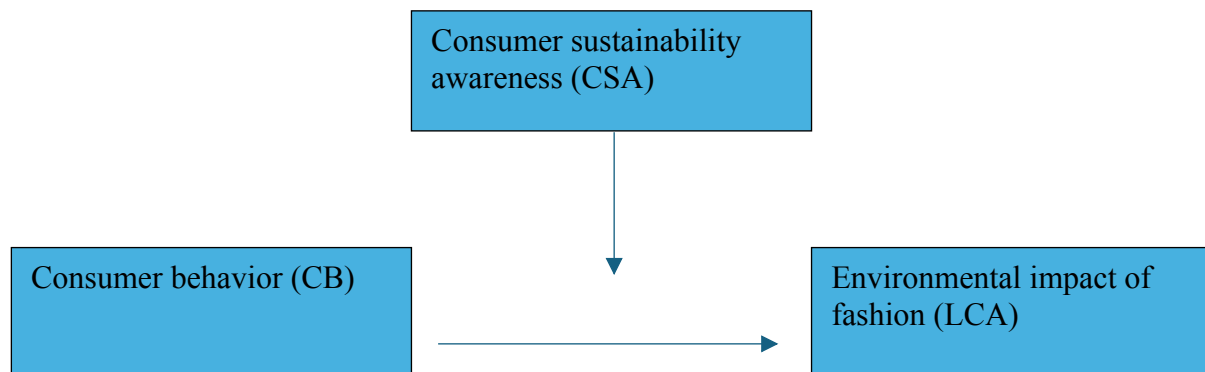 Consumer sustainability
awareness (CSA)
Consumer behavior (CB)
Environmental impact of
fashion (LCA)